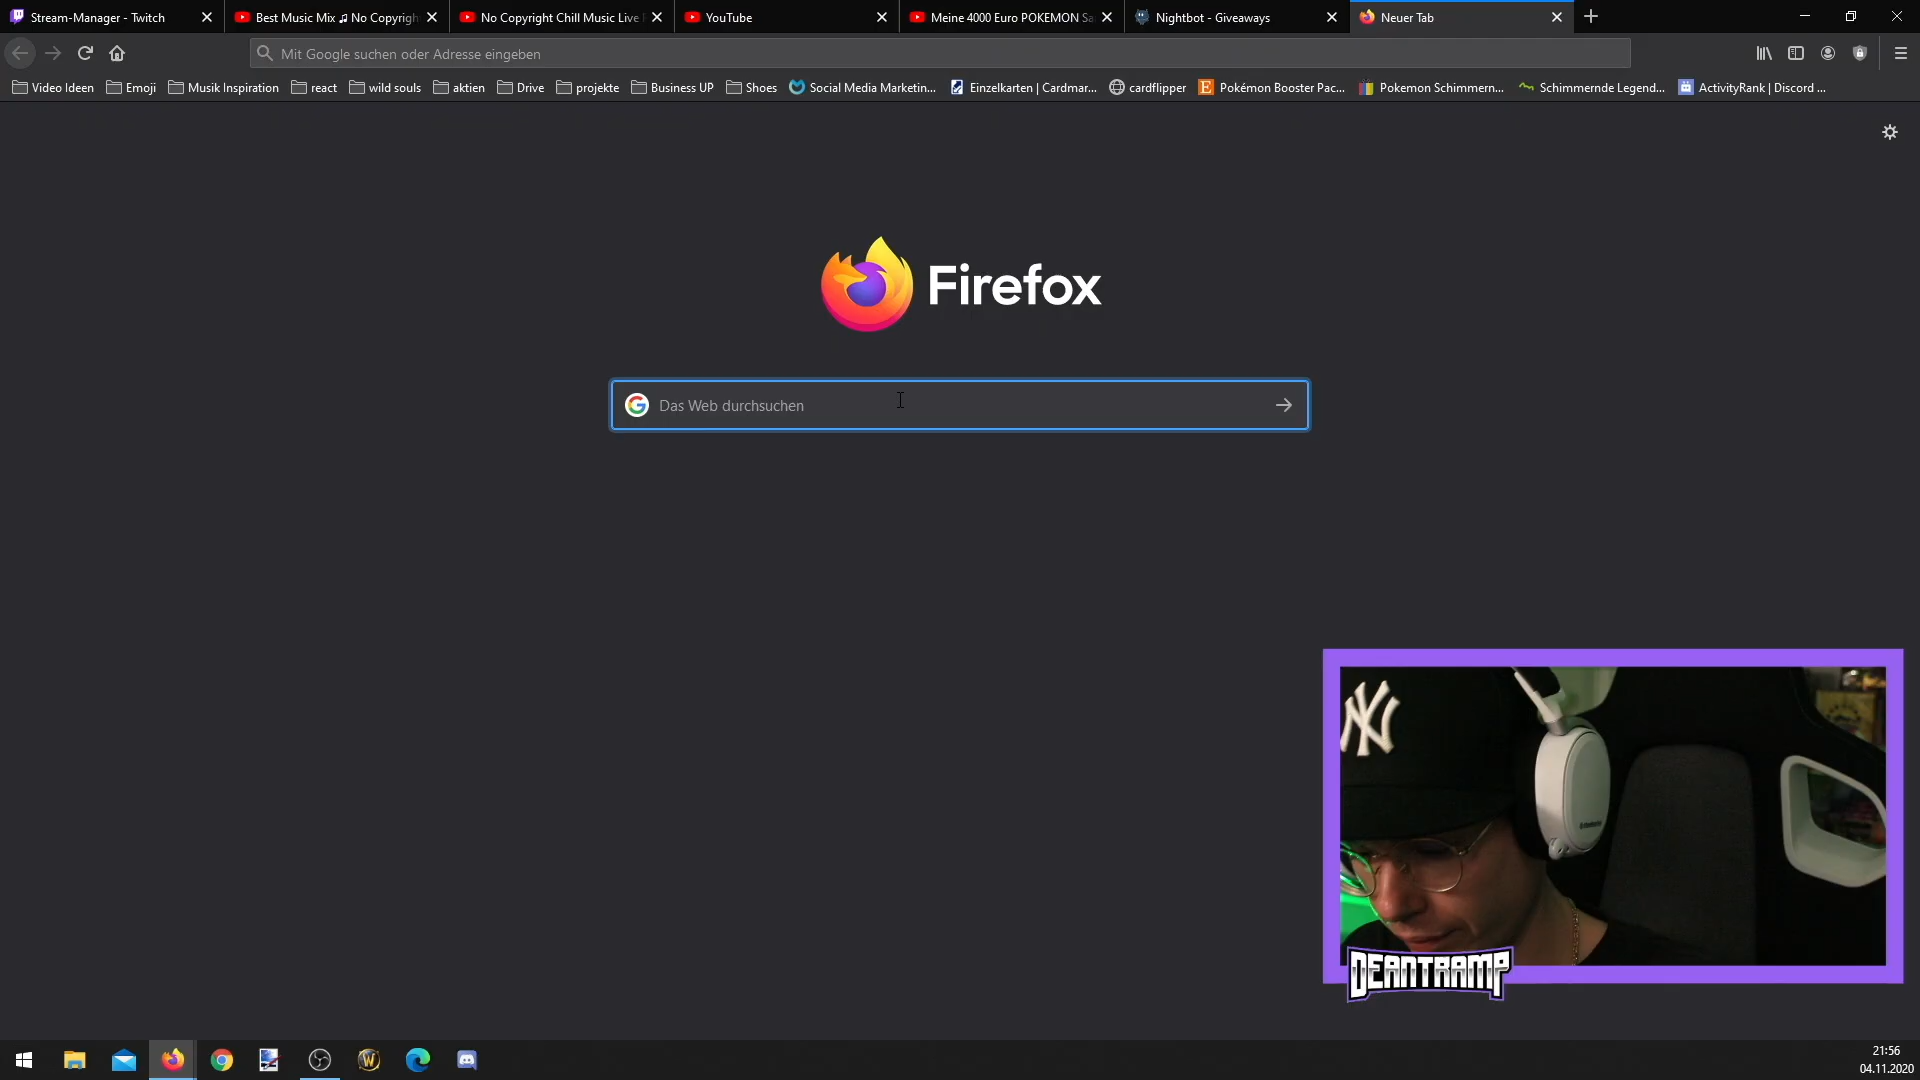 Stream-Manager - Twitch
Best Music Mix ♫ No Copyrigh
No Copyright Chill Music Live
YouTube
Meine 4000 Euro POKEMON Sa
Nightbot - Giveaways
Neuer Tab
Mit Google suchen oder Adresse eingeben
Video Ideen
Emoji
Musik Inspiration
react
wild souls
aktien
Drive
projekte
Business UP
Shoes
Social Media Marketin...
Einzelkarten | Cardmar...
cardflipper
Pokémon Booster Pac...
Pokemon Schimmern...
Schimmernde Legend...
ActivityRank | Discord ...
Firefox
Das Web durchsuchen
NY
DEANTRAMP
21:56
04.11.2020